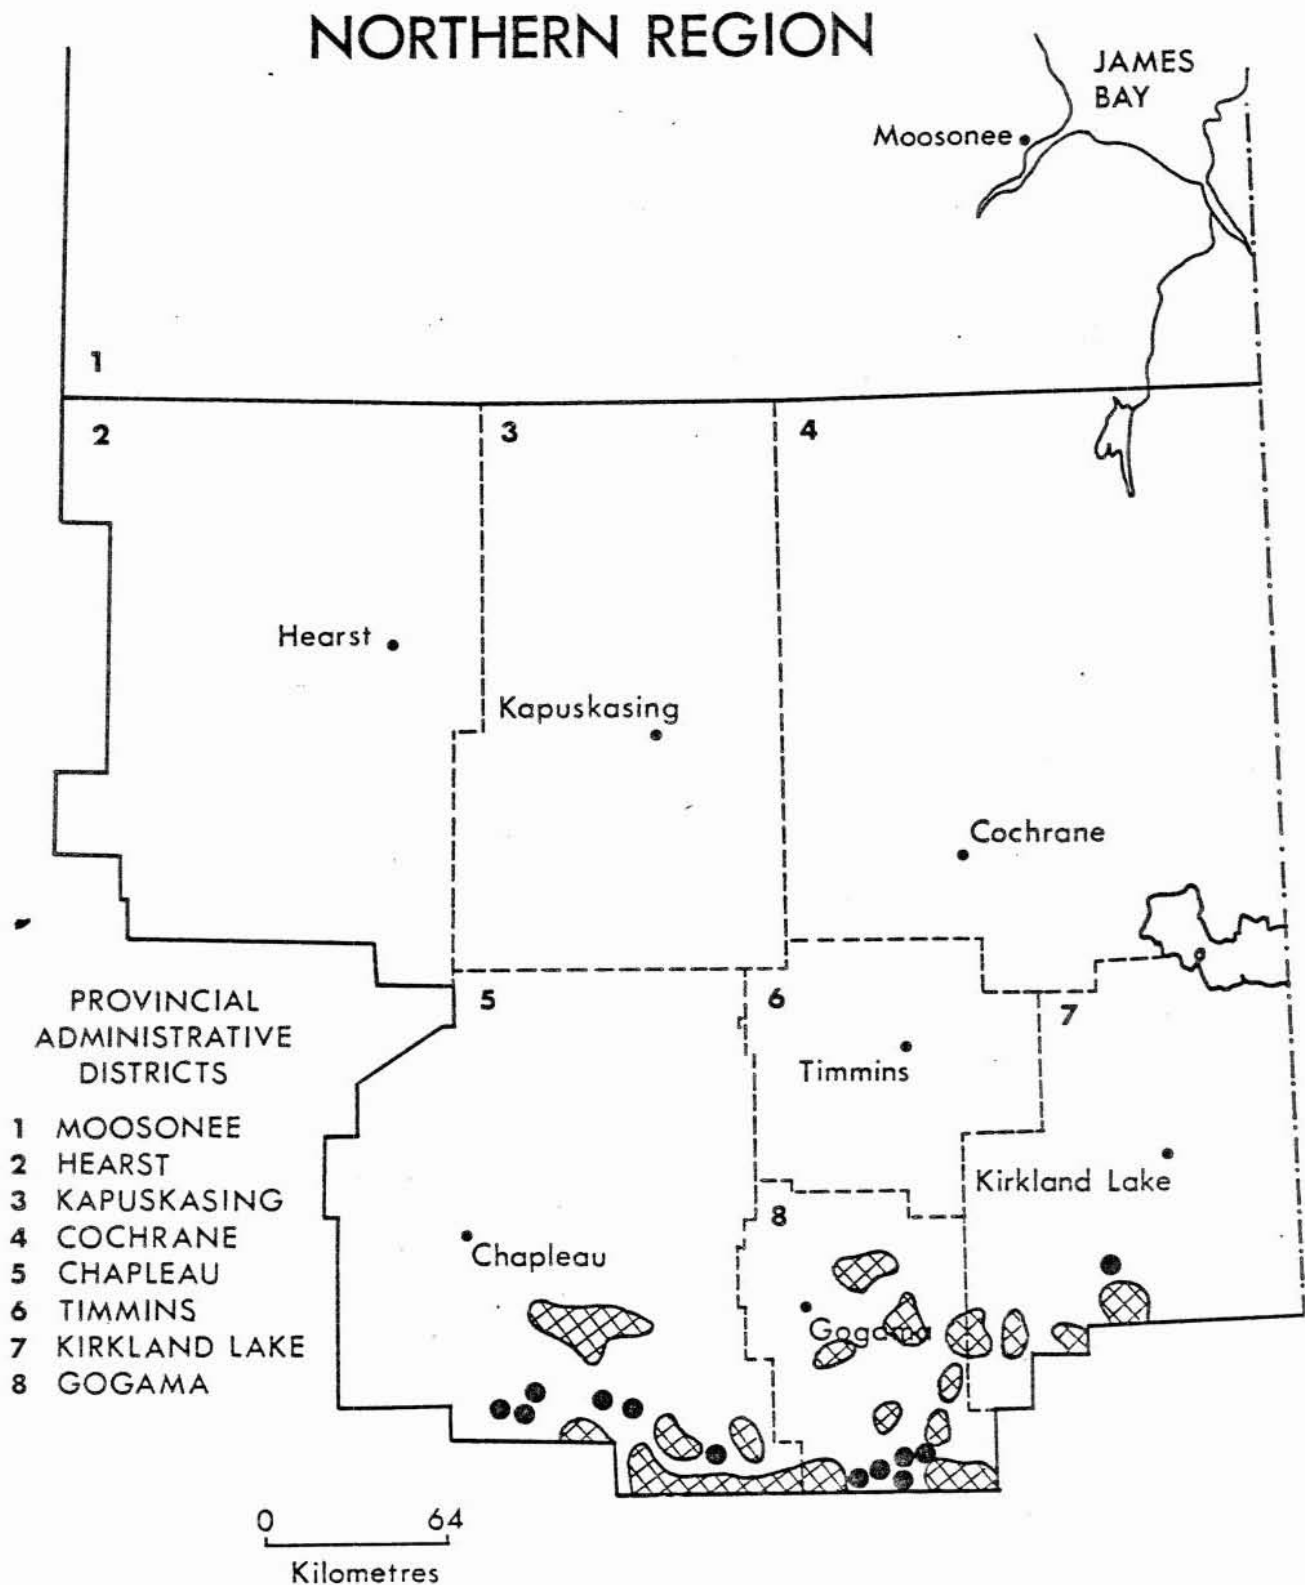 NORTHERN REGION
JAMES
BAY
Moosonee
1
2
3
4
Hearst
Kapuskasing
Cochrane
5
6
7
PROVINCIAL
ADMINISTRATIVE
DISTRICTS
Timmins
1 MOOSONEE
2 HEARST
3 KAPUSKASING
4 COCHRANE
5 CHAPLEAU
6 TIMMINS
7 KIRKLAND LAKE
8 GOGAMA
Kirkland Lake
8
Chapleau
Gogama
0 64
Kilometres